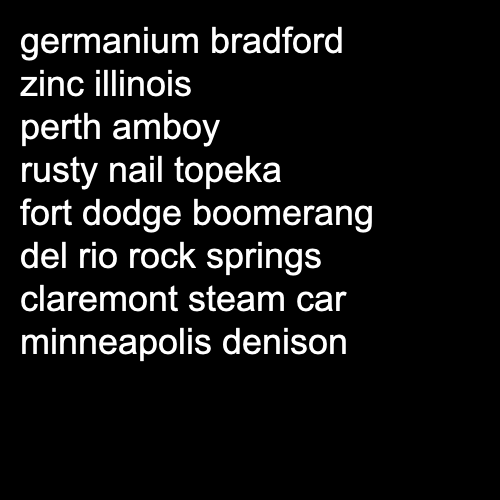 germanium bradford
zinc illinois
perth amboy
rusty nail topeka
fort dodge boomerang
del rio rock springs
claremont steam car
minneapolis denison